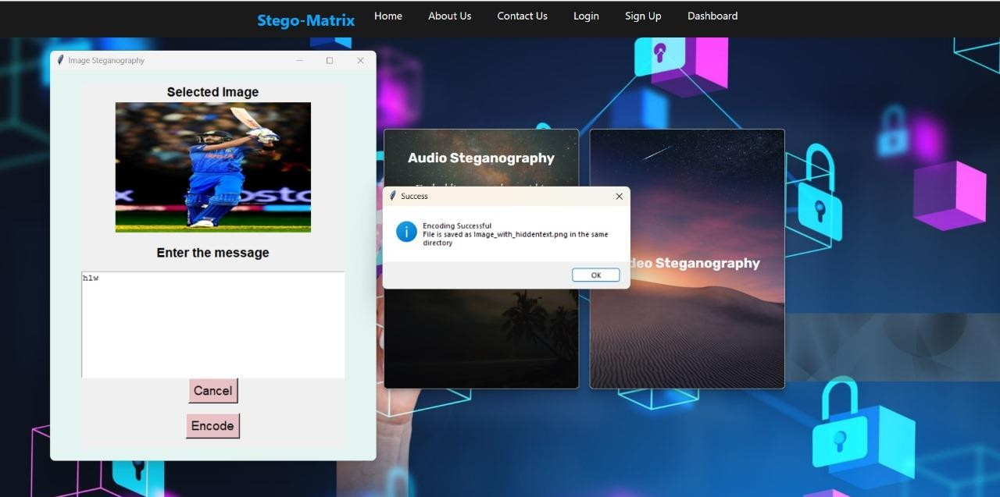 Stego-Matrix Home About Us Contact Us Login Sign Up Dashboard
Image Steganography
Selected Image
Enter the message
hlw
Cancel
Encode
Audio Steganography
Success
Encoding Successful
File is saved as Image_with_hiddentext.png in the same
directory
OK
Steganography